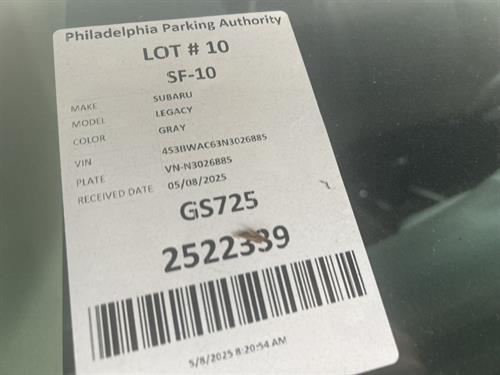 Philadelphia Parking Authority
LOT # 10
SF-10
MAKE SUBARU
MODEL LEGACY
COLOR GRAY
VIN 4S3BWAC63N3026885
PLATE VN-N3026885
RECEIVED DATE 05/08/2025
GS725
2522339
5/8/2025 8:20:54 AM